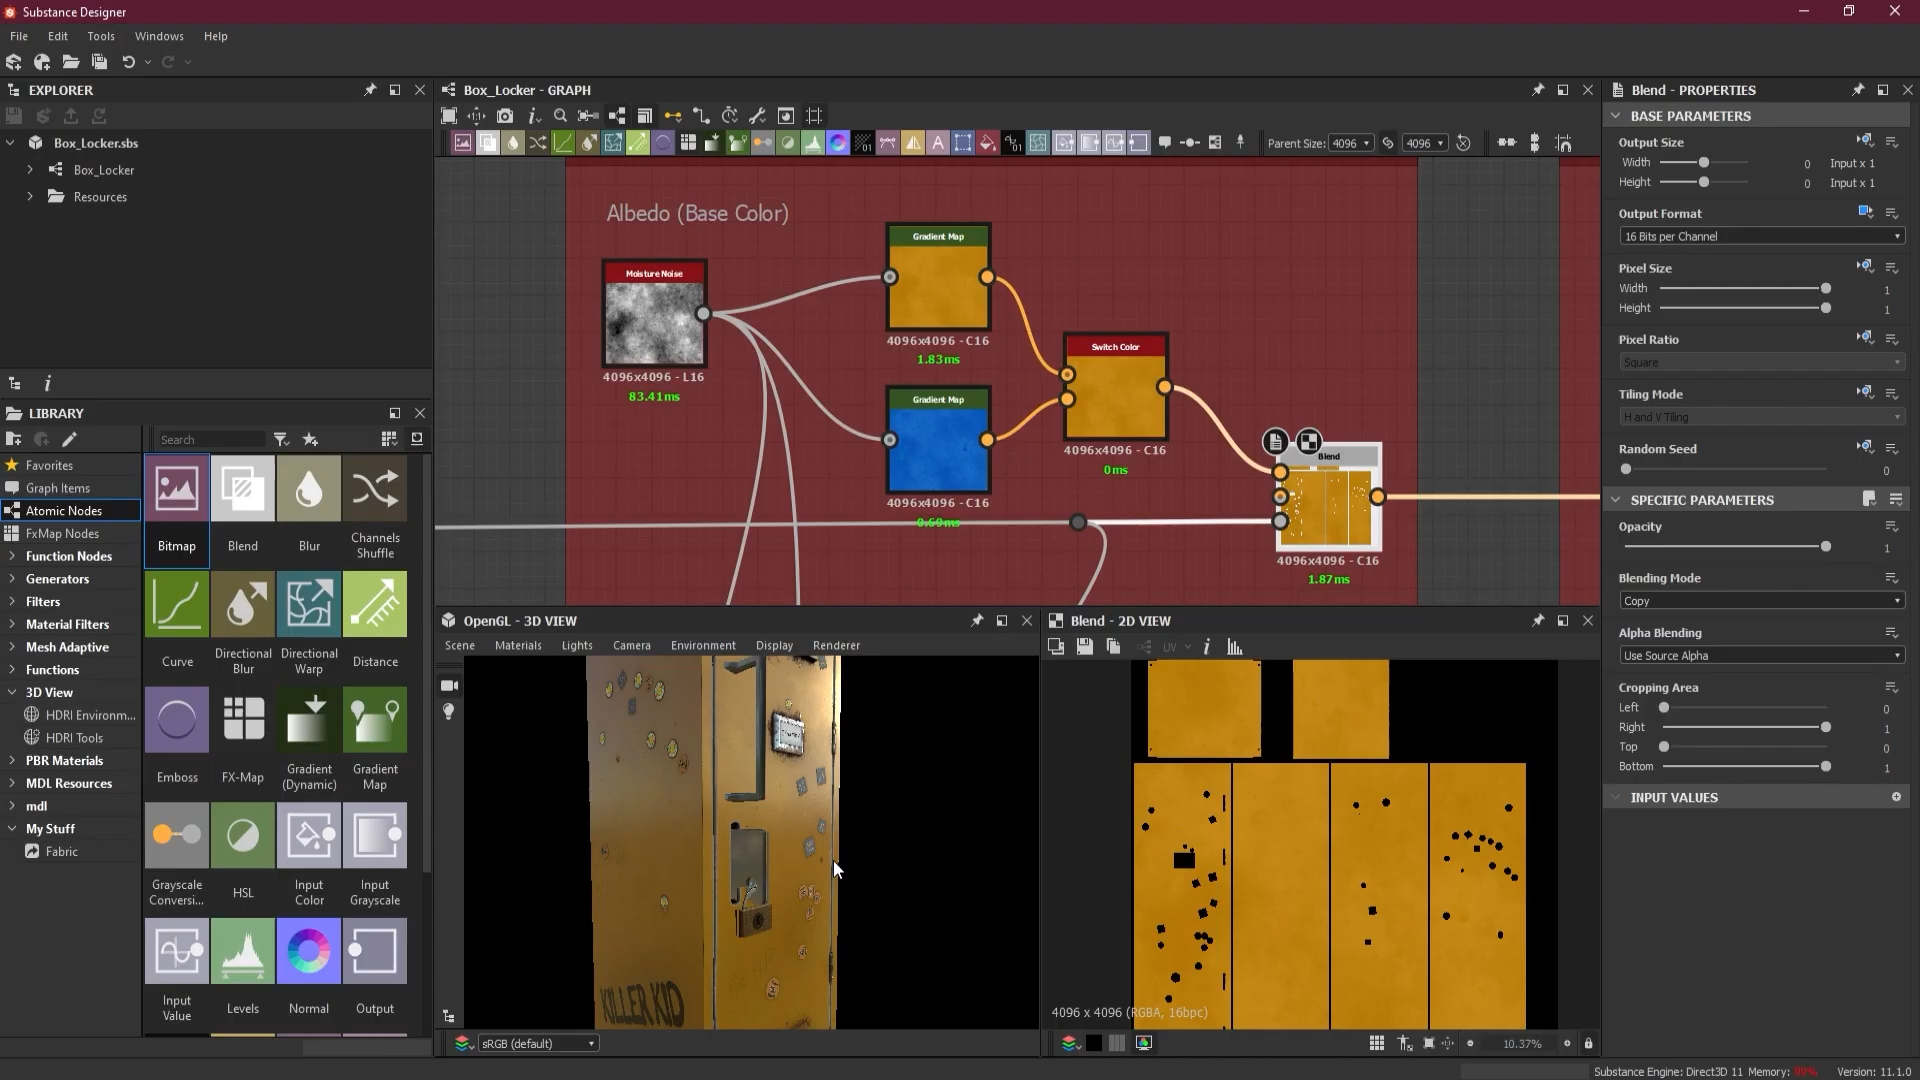 Substance Designer
File Edit Tools Windows Help
EXPLORER
Box_Locker.sbs
Box_Locker
Resources
LIBRARY
Search
Favorites
Graph Items
Atomic Nodes
FxMap Nodes
Function Nodes
Generators
Filters
Material Filters
Mesh Adaptive
Functions
3D View
HDRI Environm...
HDRI Tools
PBR Materials
MDL Resources
mdl
My Stuff
Fabric
Bitmap
Blend
Blur
Channels Shuffle
Curve
Directional Blur
Directional Warp
Distance
Emboss
FX-Map
Gradient (Dynamic)
Gradient Map
Grayscale Conversi...
HSL
Input Color
Input Grayscale
Input Value
Levels
Normal
Output
Box_Locker - GRAPH
Parent Size: 4096 4096
Albedo (Base Color)
Moisture Noise
4096x4096 - L16
83.41ms
Gradient Map
4096x4096 - C16
1.83ms
Gradient Map
4096x4096 - C16
0.69ms
Switch Color
4096x4096 - C16
0ms
Blend
4096x4096 - C16
1.87ms
OpenGL - 3D VIEW
Scene Materials Lights Camera Environment Display Renderer
KILLER KID
sRGB (default)
Blend - 2D VIEW
UV
4096 x 4096 (RGBA, 16bpc)
10.37%
Blend - PROPERTIES
BASE PARAMETERS
Output Size
Width 0 Input x 1
Height 0 Input x 1
Output Format
16 Bits per Channel
Pixel Size
Width 1
Height 1
Pixel Ratio
Square
Tiling Mode
H and V Tiling
Random Seed
0
SPECIFIC PARAMETERS
Opacity
1
Blending Mode
Copy
Alpha Blending
Use Source Alpha
Cropping Area
Left 0
Right 1
Top 0
Bottom 1
INPUT VALUES
Substance Engine: Direct3D 11 Memory: Version: 11.1.0